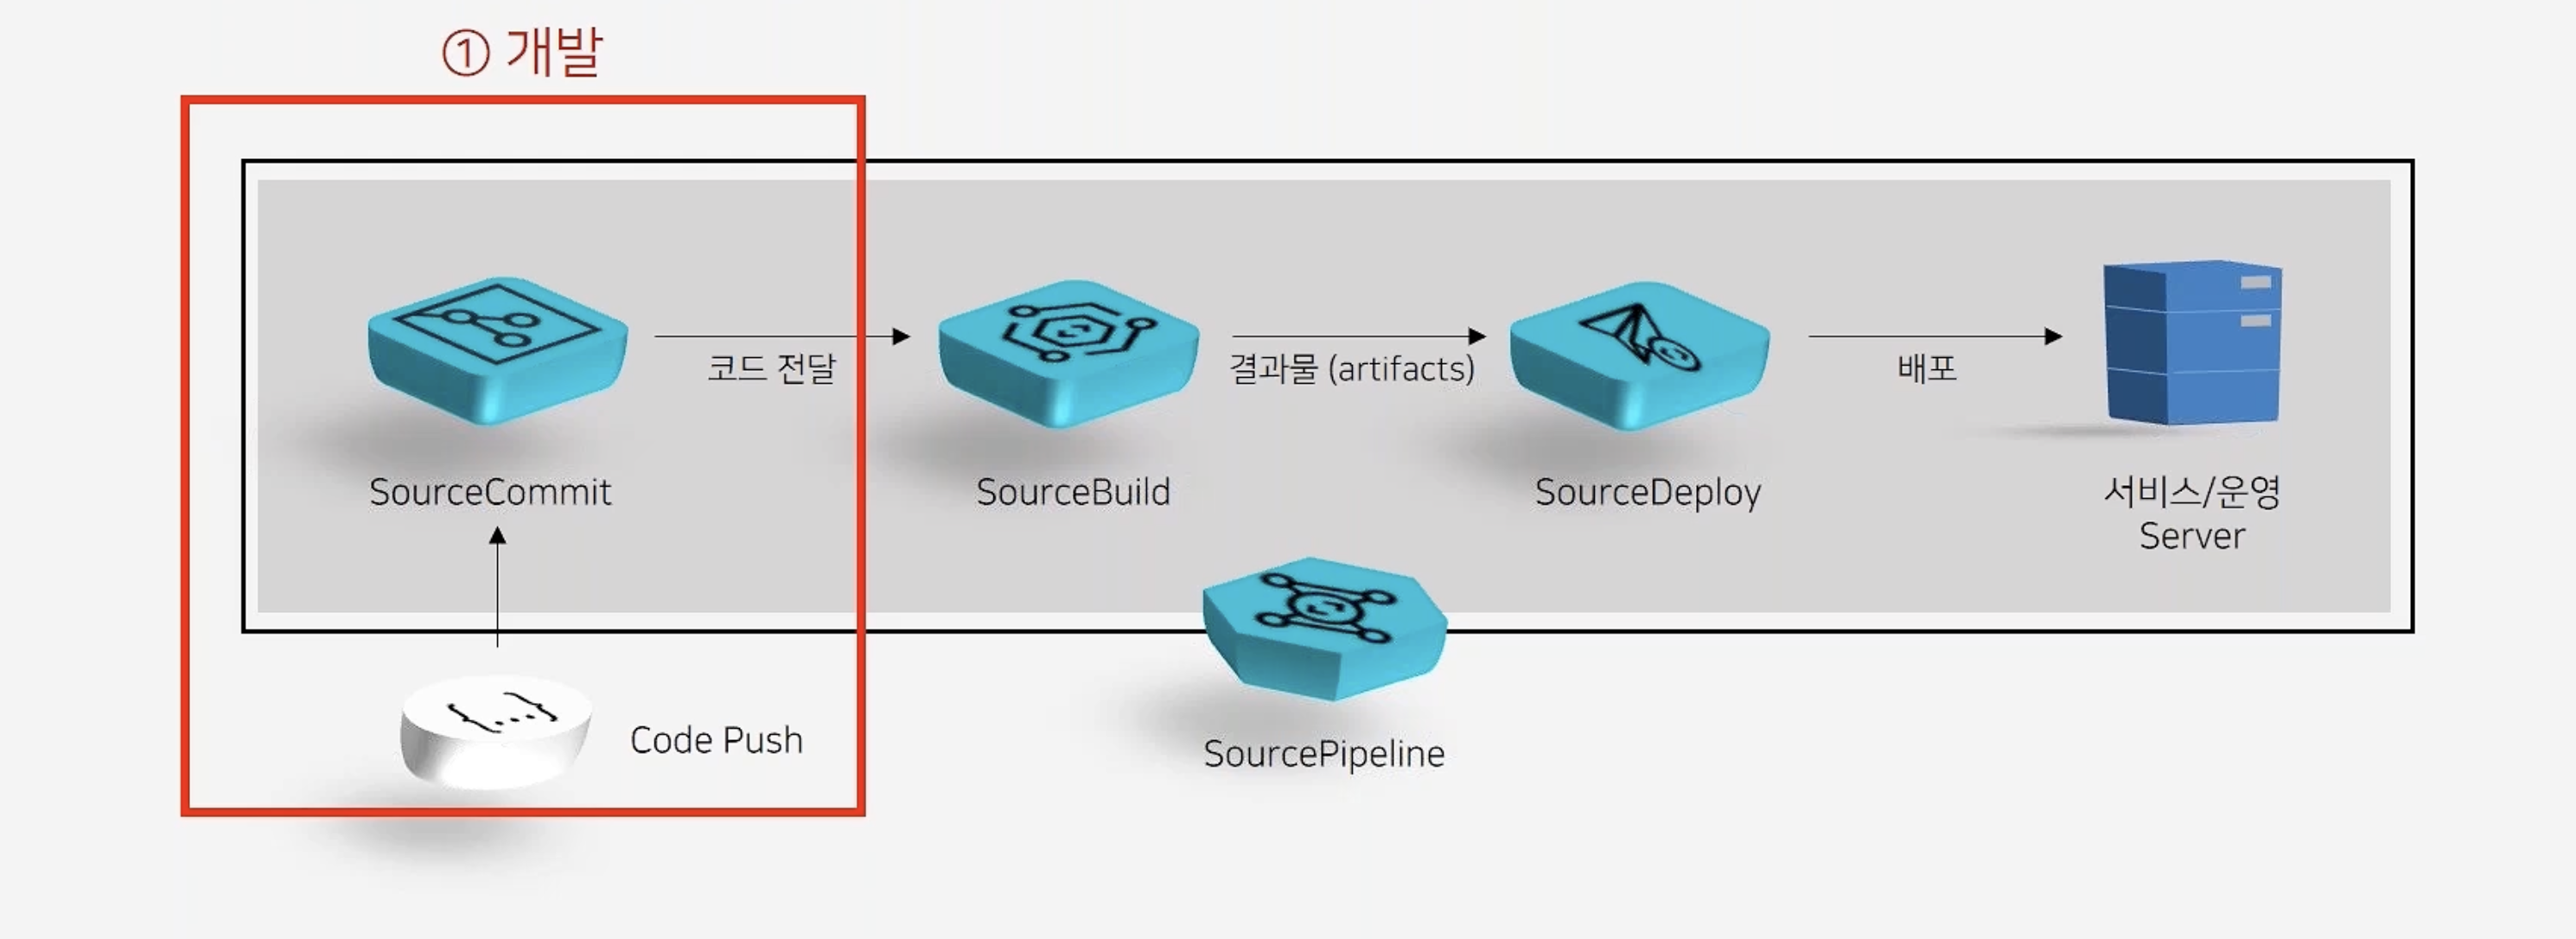 ① 개발
코드 전달
결과물 (artifacts)
배포
SourceCommit
SourceBuild
SourceDeploy
서비스/운영
Server
Code Push
SourcePipeline